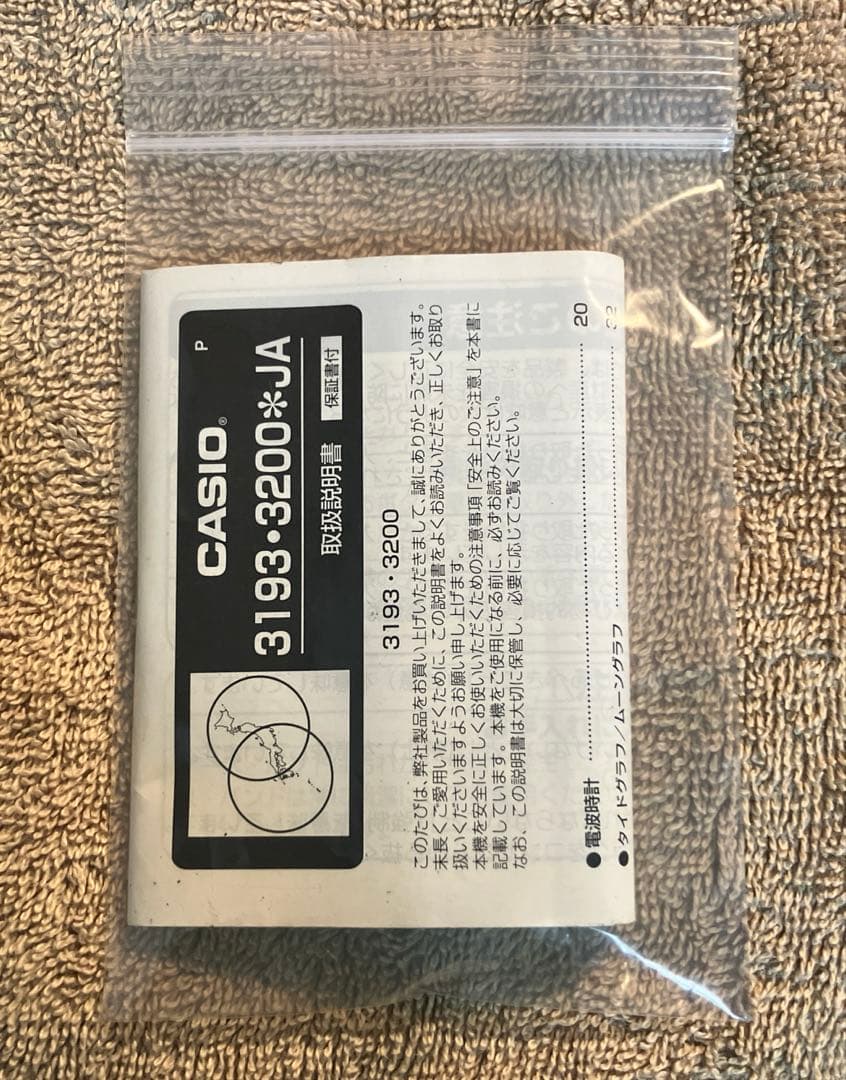 P
CASIO®
3193・3200＊JA
取扱説明書 保証書付
3193・3200
このたびは、弊社製品をお買い上げいただきまして、誠にありがとうございます。
末長くご愛用いただくために、この説明書をよくお読みいただき、正しくお取り
扱いくださいますようお願い申し上げます。
本機を安全に正しくお使いいただくための注意事項「安全上のご注意」を本書に
記載しています。本機をご使用になる前に、必ずお読みください。
なお、この説明書は大切に保管し、必要に応じてご覧ください。
●電波時計 ........ 20
●タイドグラフ/ムーングラフ ........